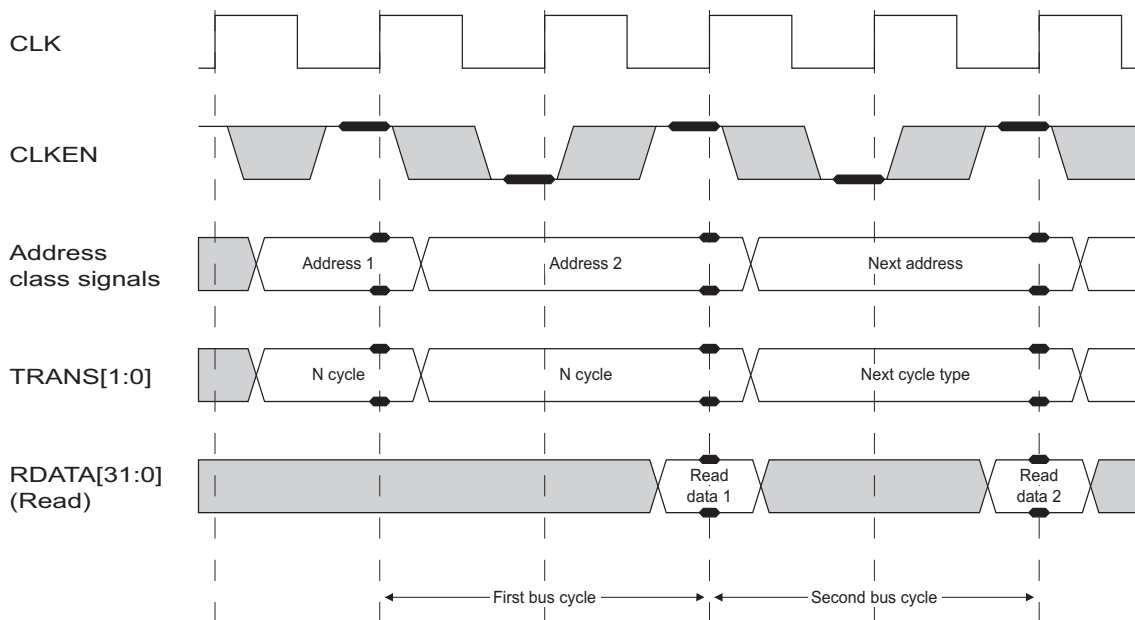 CLK
CLKEN
Address
class signals
Address 1
Address 2
Next address
TRANS[1:0]
N cycle
N cycle
Next cycle type
RDATA[31:0]
(Read)
Read
data 1
Read
data 2
First bus cycle
Second bus cycle